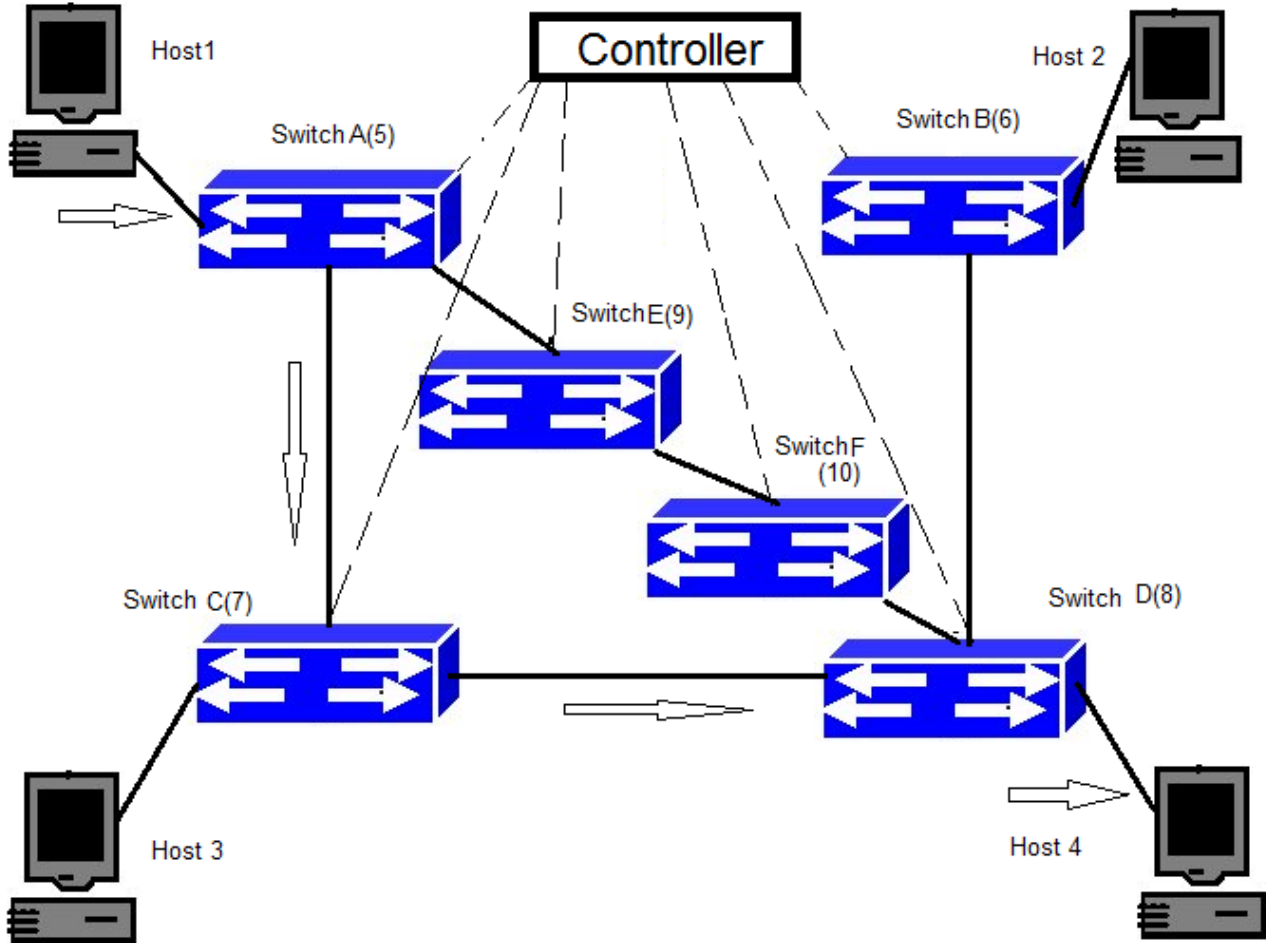 Host1
Controller
Host 2
Switch A(5)
Switch B(6)
Switch E(9)
Switch F
(10)
Switch C(7)
Switch D(8)
Host 3
Host 4